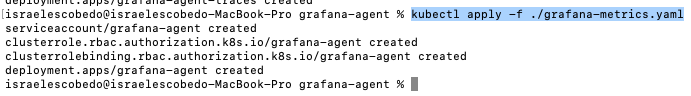 deployment.apps/grafana-agent-traces created
[israelescobedo@israelescobedo-MacBook-Pro grafana-agent % kubectl apply -f ./grafana-metrics.yaml
serviceaccount/grafana-agent created
clusterrole.rbac.authorization.k8s.io/grafana-agent created
clusterrolebinding.rbac.authorization.k8s.io/grafana-agent created
deployment.apps/grafana-agent created
israelescobedo@israelescobedo-MacBook-Pro grafana-agent %